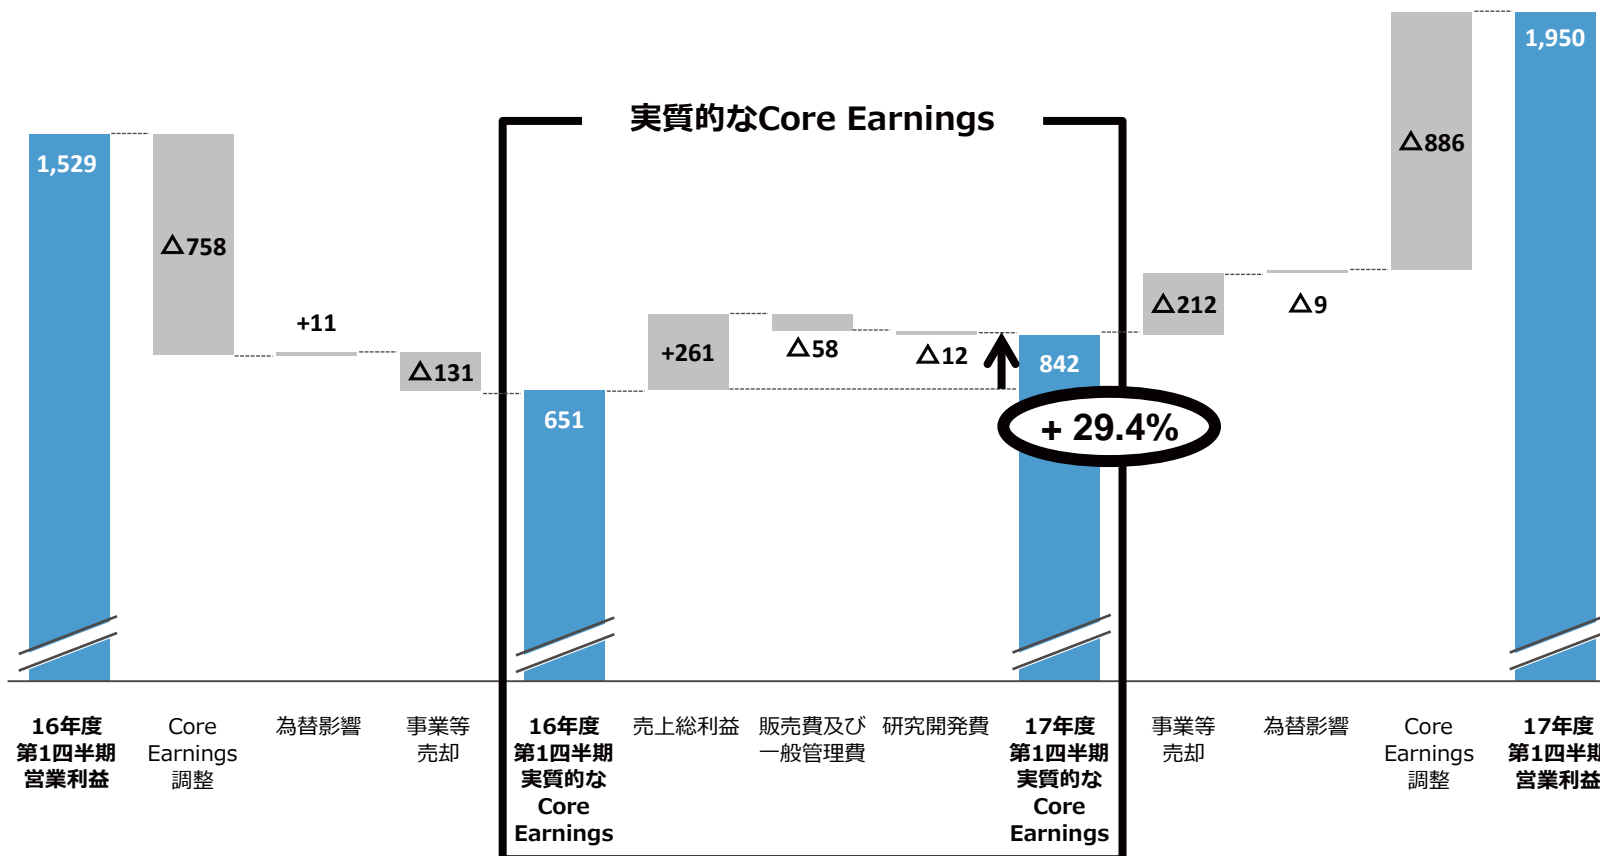 実質的なCore Earnings
1,529
△758
+11
△131
651
+261
△58
△12
842
+ 29.4%
△212
△9
△886
1,950
16年度
第1四半期
営業利益
Core
Earnings
調整
為替影響
事業等
売却
16年度
第1四半期
実質的な
Core
Earnings
売上総利益
販売費及び
一般管理費
研究開発費
17年度
第1四半期
実質的な
Core
Earnings
事業等
売却
為替影響
Core
Earnings
調整
17年度
第1四半期
営業利益